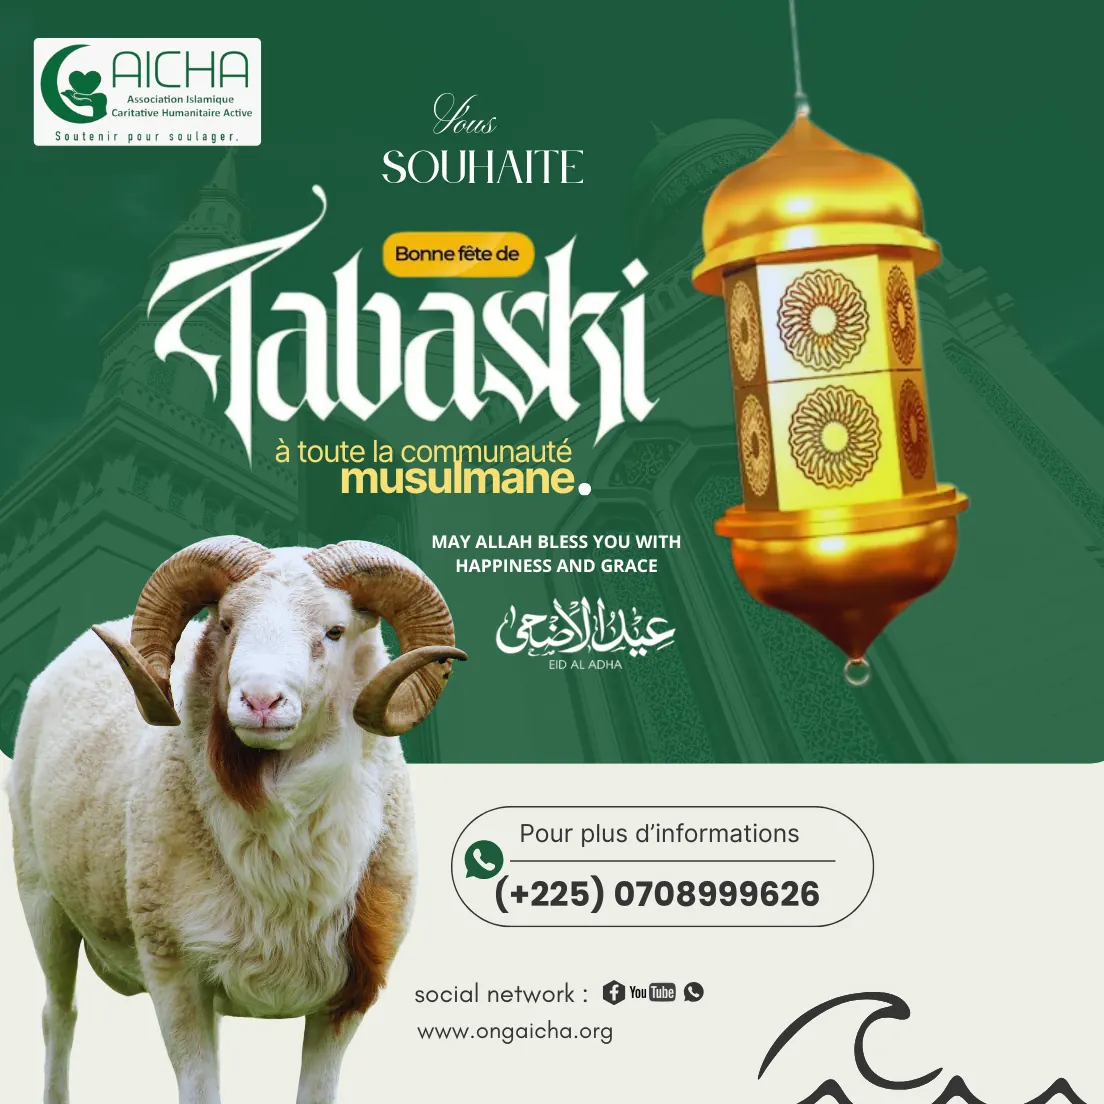 AICHA
Association Islamique
Caritative Humanitaire Active
Soutenir pour soulager.
Vous
SOUHAITE
Bonne fête de
Tabaski
à toute la communauté
musulmane.
MAY ALLAH BLESS YOU WITH
HAPPINESS AND GRACE
عيد الأضحى
EID AL ADHA
Pour plus d’informations
(+225) 0708999626
social network : You Tube
www.ongaicha.org